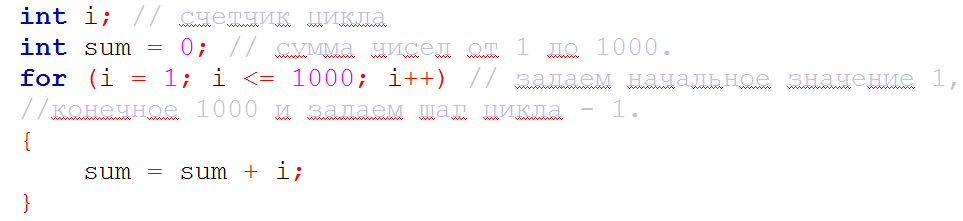 int i; // счетчик цикла
int sum = 0; // сумма чисел от 1 до 1000.
for (i = 1; i <= 1000; i++) // задаем начальное значение 1,
//конечное 1000 и задаем шаг цикла - 1.
{
    sum = sum + i;
}